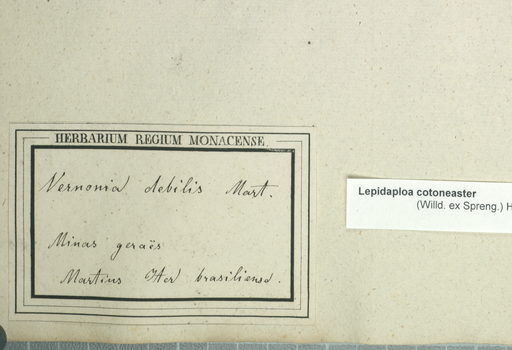 HERBARIUM REGIUM MONACENSE.
Vernonia debilis Mart.
Minas geraës
Martius Iter brasiliense.
Lepidaploa cotoneaster
(Willd. ex Spreng.) H